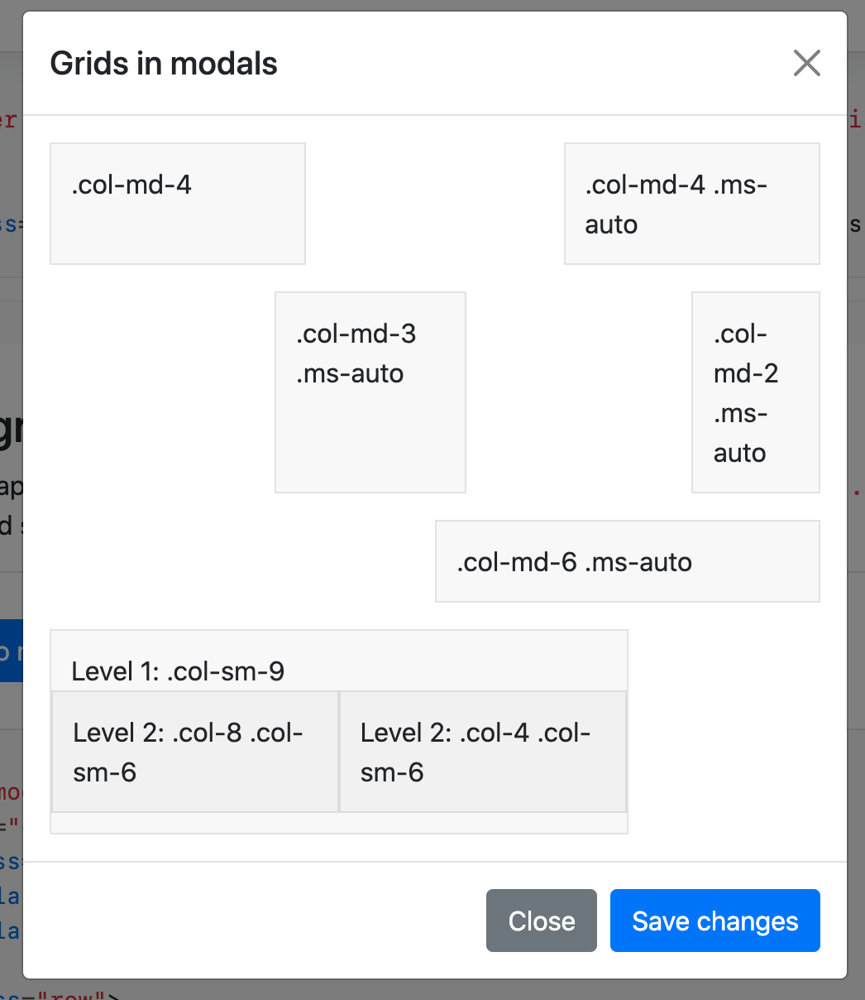 Grids in modals
.col-md-4
.col-md-4 .ms-
auto
.col-md-3
.ms-auto
.col-
md-2
.ms-
auto
.col-md-6 .ms-auto
Level 1: .col-sm-9
Level 2: .col-8 .col-
sm-6
Level 2: .col-4 .col-
sm-6
Close
Save changes